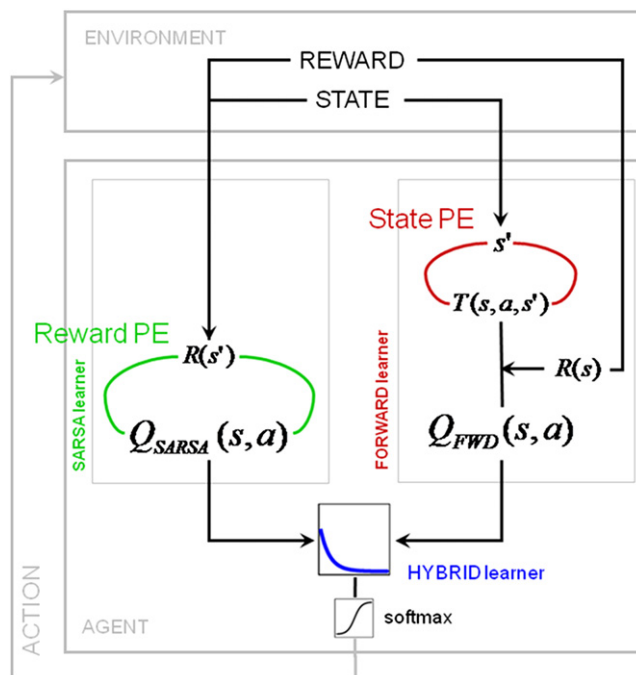 ENVIRONMENT
REWARD
STATE
State PE
s'
T(s,a,s')
Reward PE
R(s')
R(s)
SARSA learner
Q_SARSA(s,a)
FORWARD learner
Q_FWD(s,a)
HYBRID learner
softmax
AGENT
ACTION